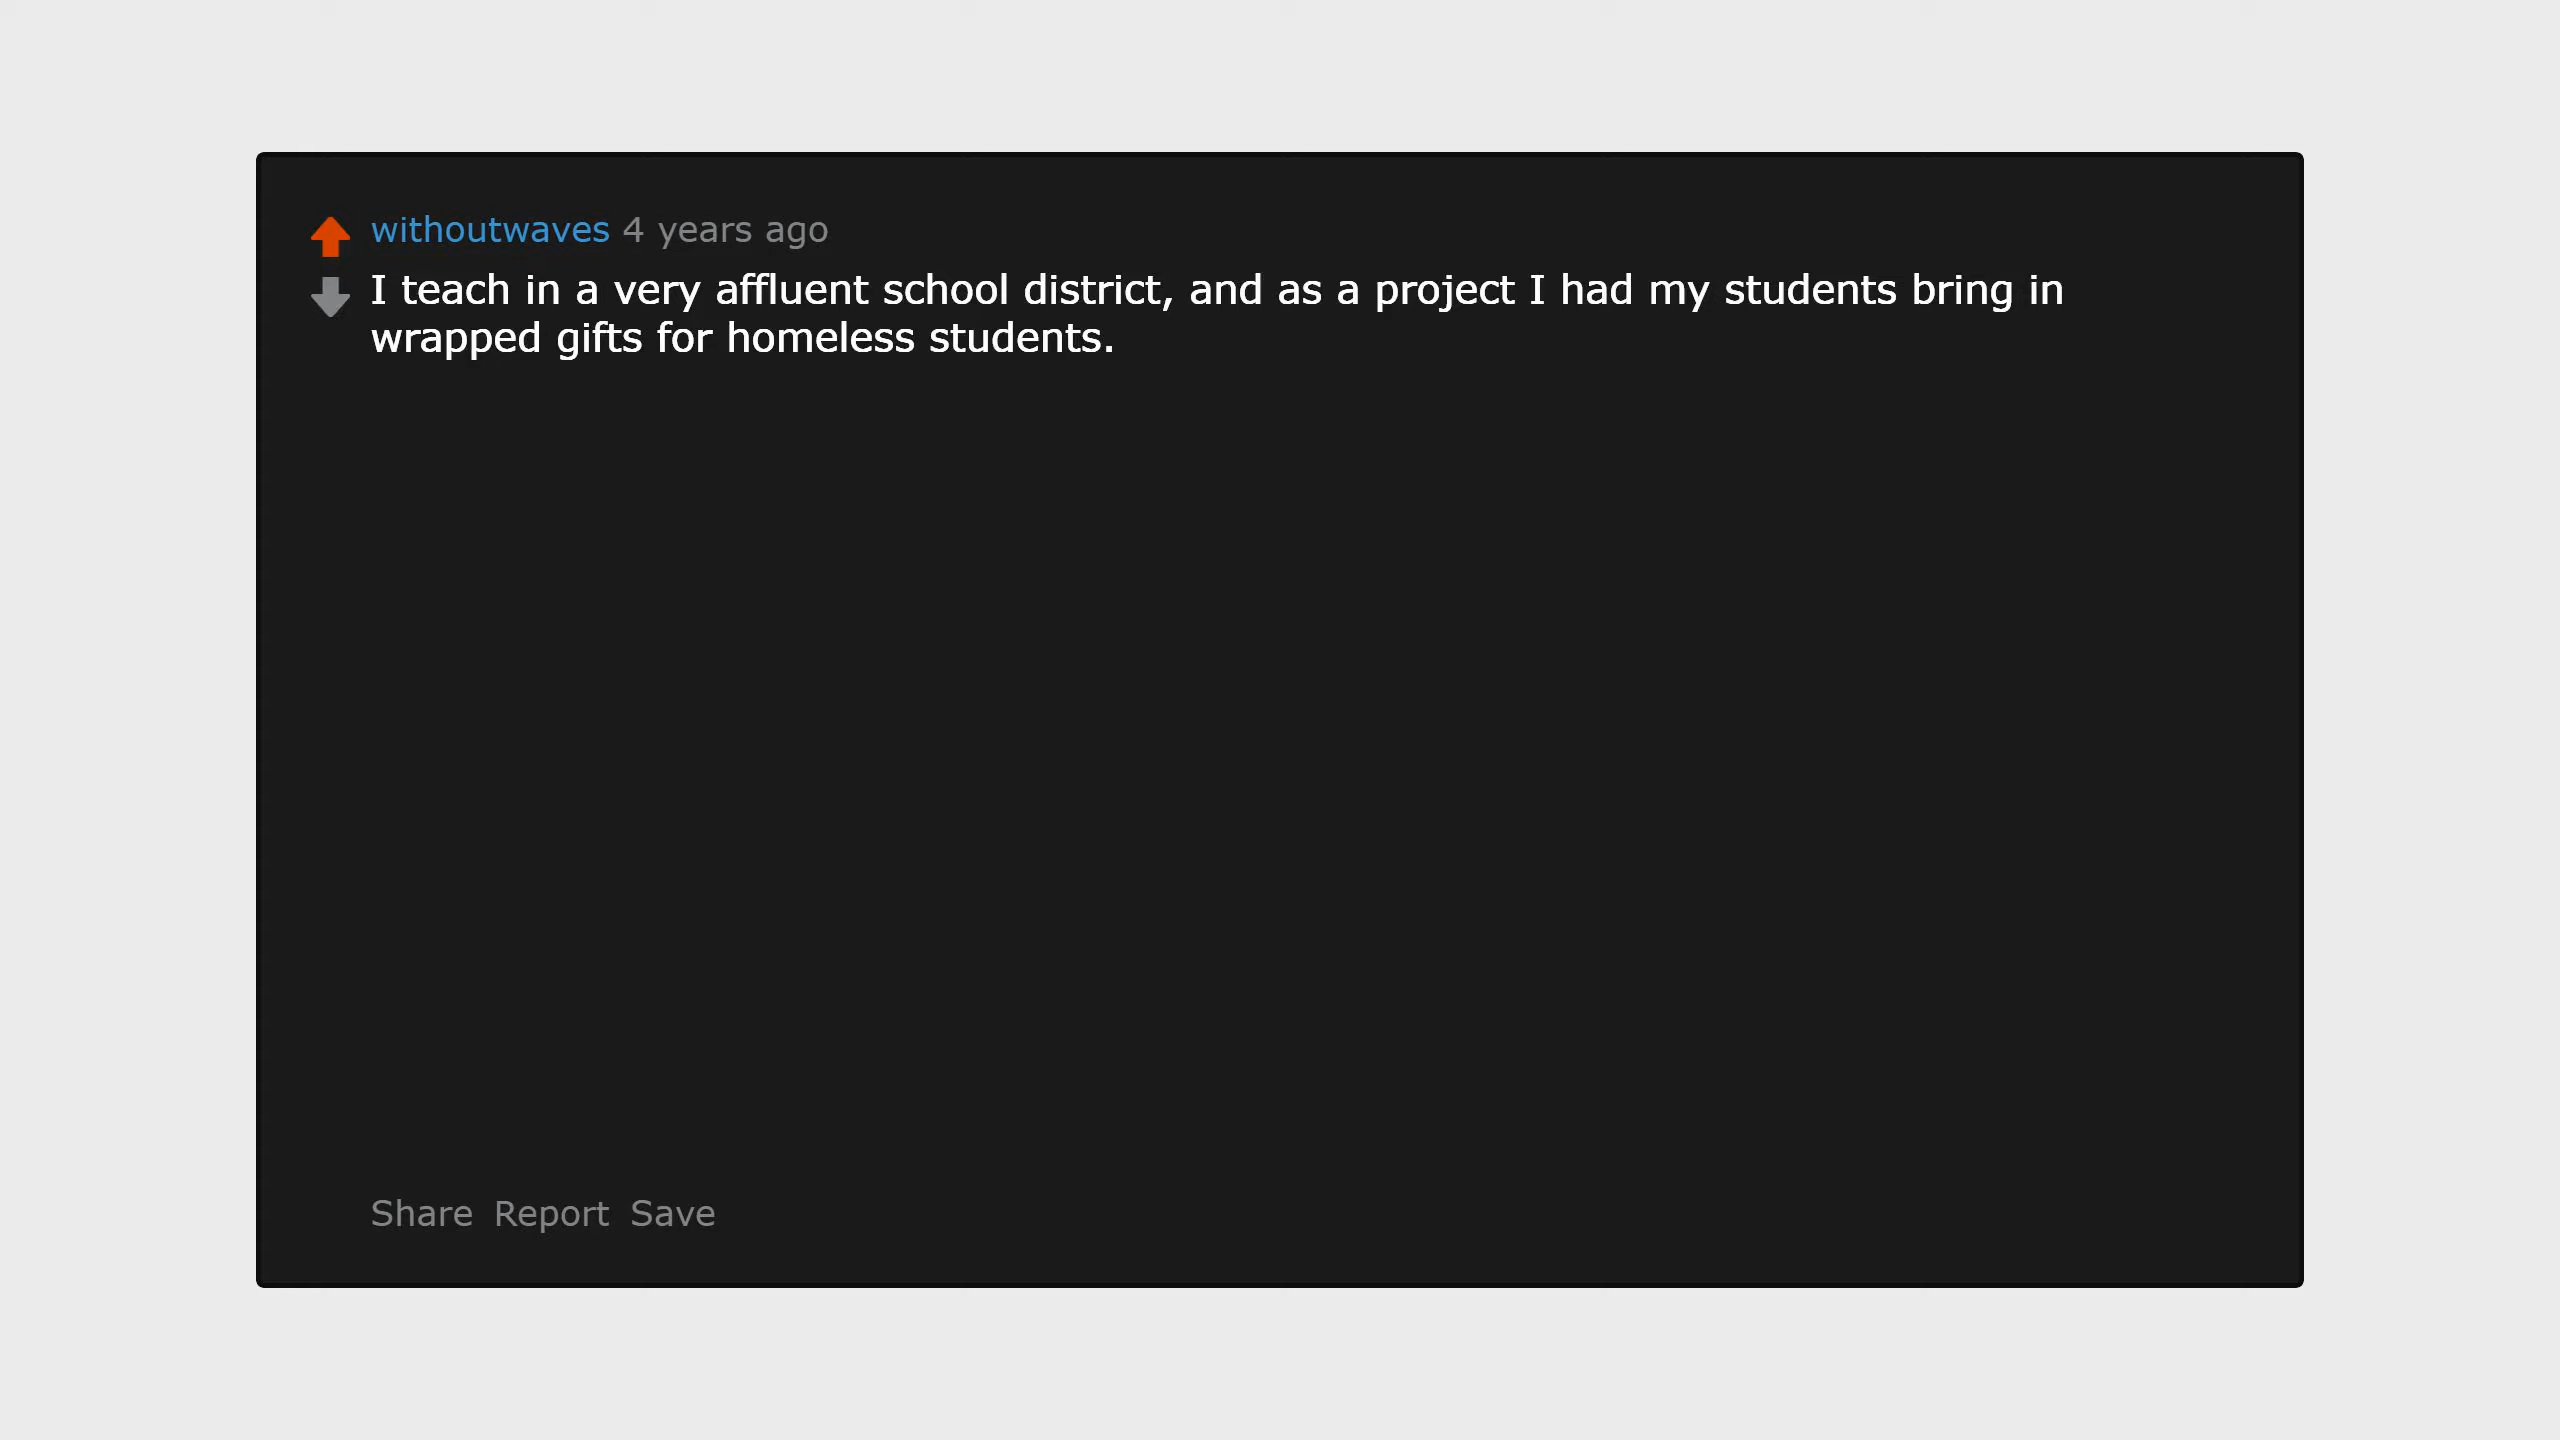 withoutwaves 4 years ago
I teach in a very affluent school district, and as a project I had my students bring in
wrapped gifts for homeless students.
Share Report Save